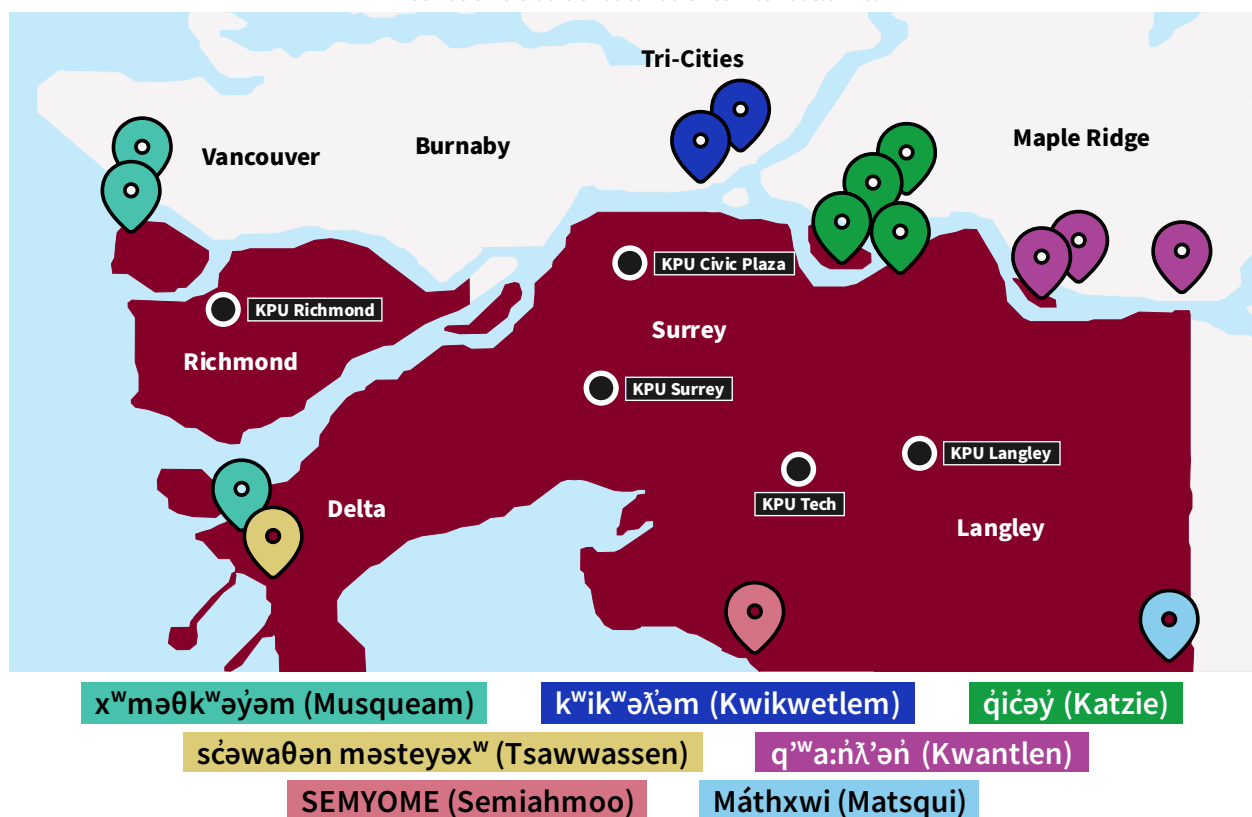 Tri-Cities
Maple Ridge
Burnaby
Vancouver
KPU Civic Plaza
KPU Richmond
Surrey
Richmond
KPU Surrey
KPU Langley
KPU Tech
Delta
Langley
xʷməθkʷəy̓əm (Musqueam)
kʷikʷəƛ̓əm (Kwikwetlem)
q̓ic̓əy̓ (Katzie)
sc̓əwaθən məsteyəxʷ (Tsawwassen)
qʼʷa:n̓ƛʼən̓ (Kwantlen)
SEMYOME (Semiahmoo)
Máthxwi (Matsqui)